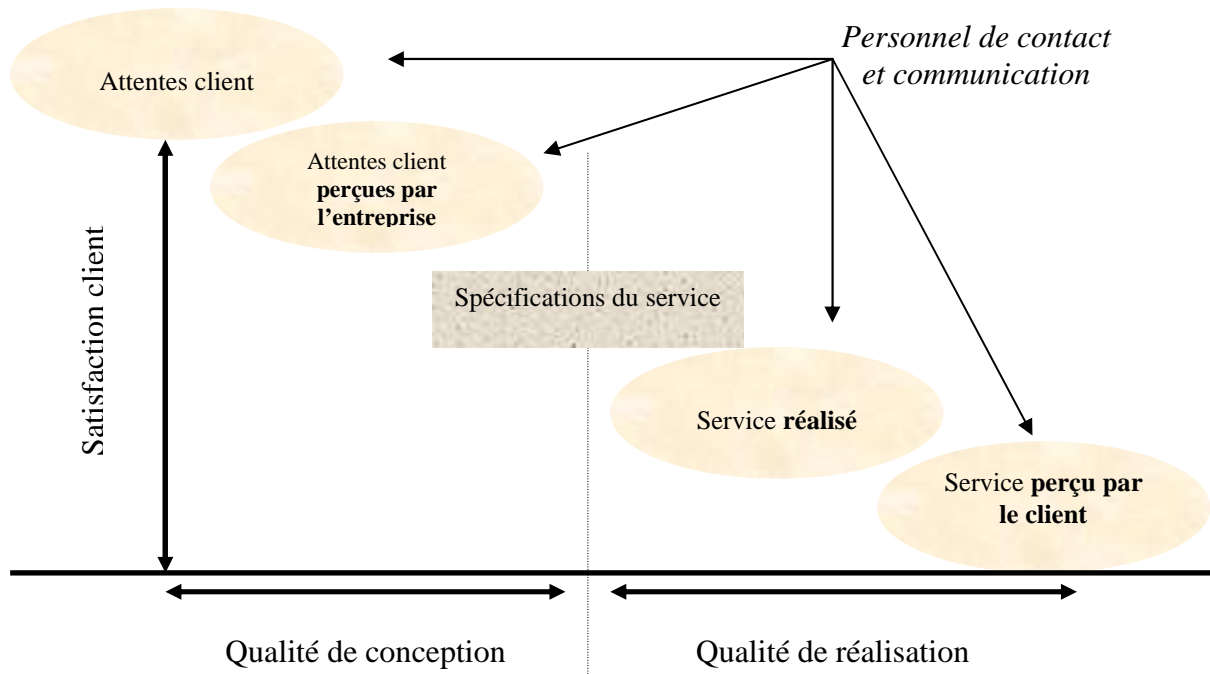 Personnel de contact
et communication
Attentes client
Attentes client
perçues par
l’entreprise
Spécifications du service
Satisfaction client
Service réalisé
Service perçu par
le client
Qualité de conception
Qualité de réalisation